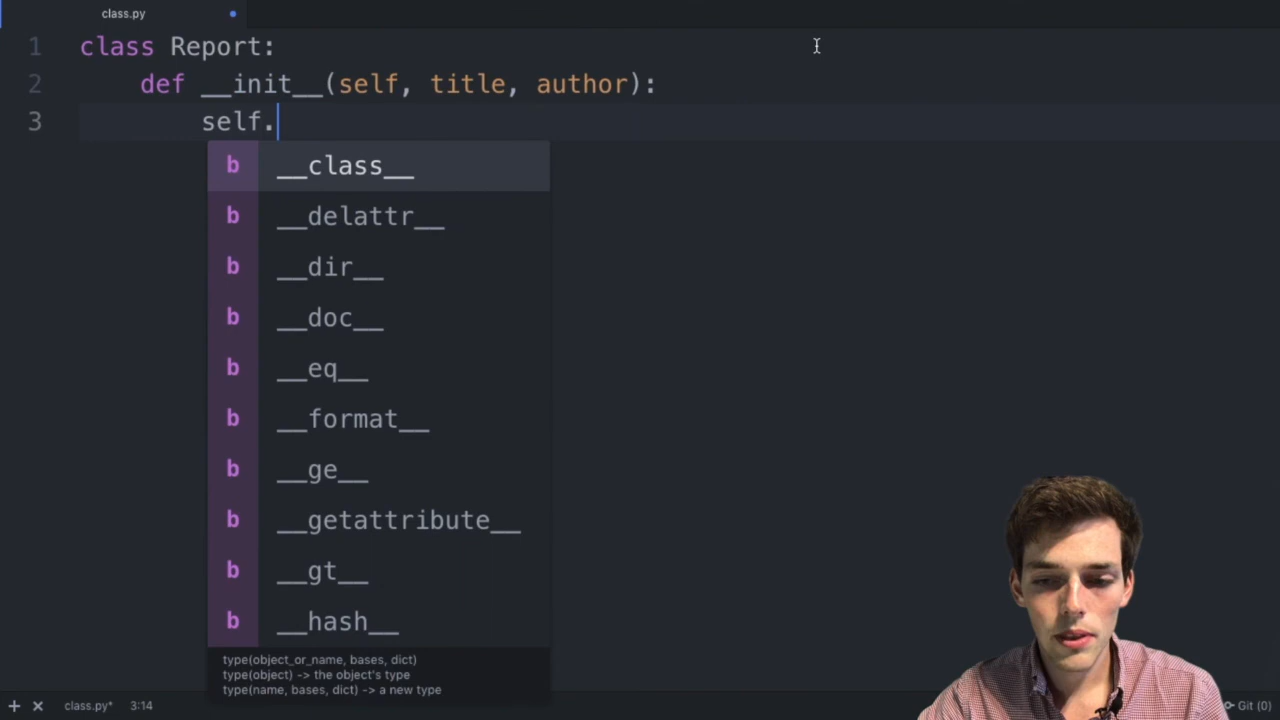 class.py
1 class Report:
2 def __init__(self, title, author):
3 self.
b __class__
b __delattr__
b __dir__
b __doc__
b __eq__
b __format__
b __ge__
b __getattribute__
b __gt__
b __hash__
type(object_or_name, bases, dict)
type(object) -> the object's type
type(name, bases, dict) -> a new type
class.py* 3:14 Git (0)